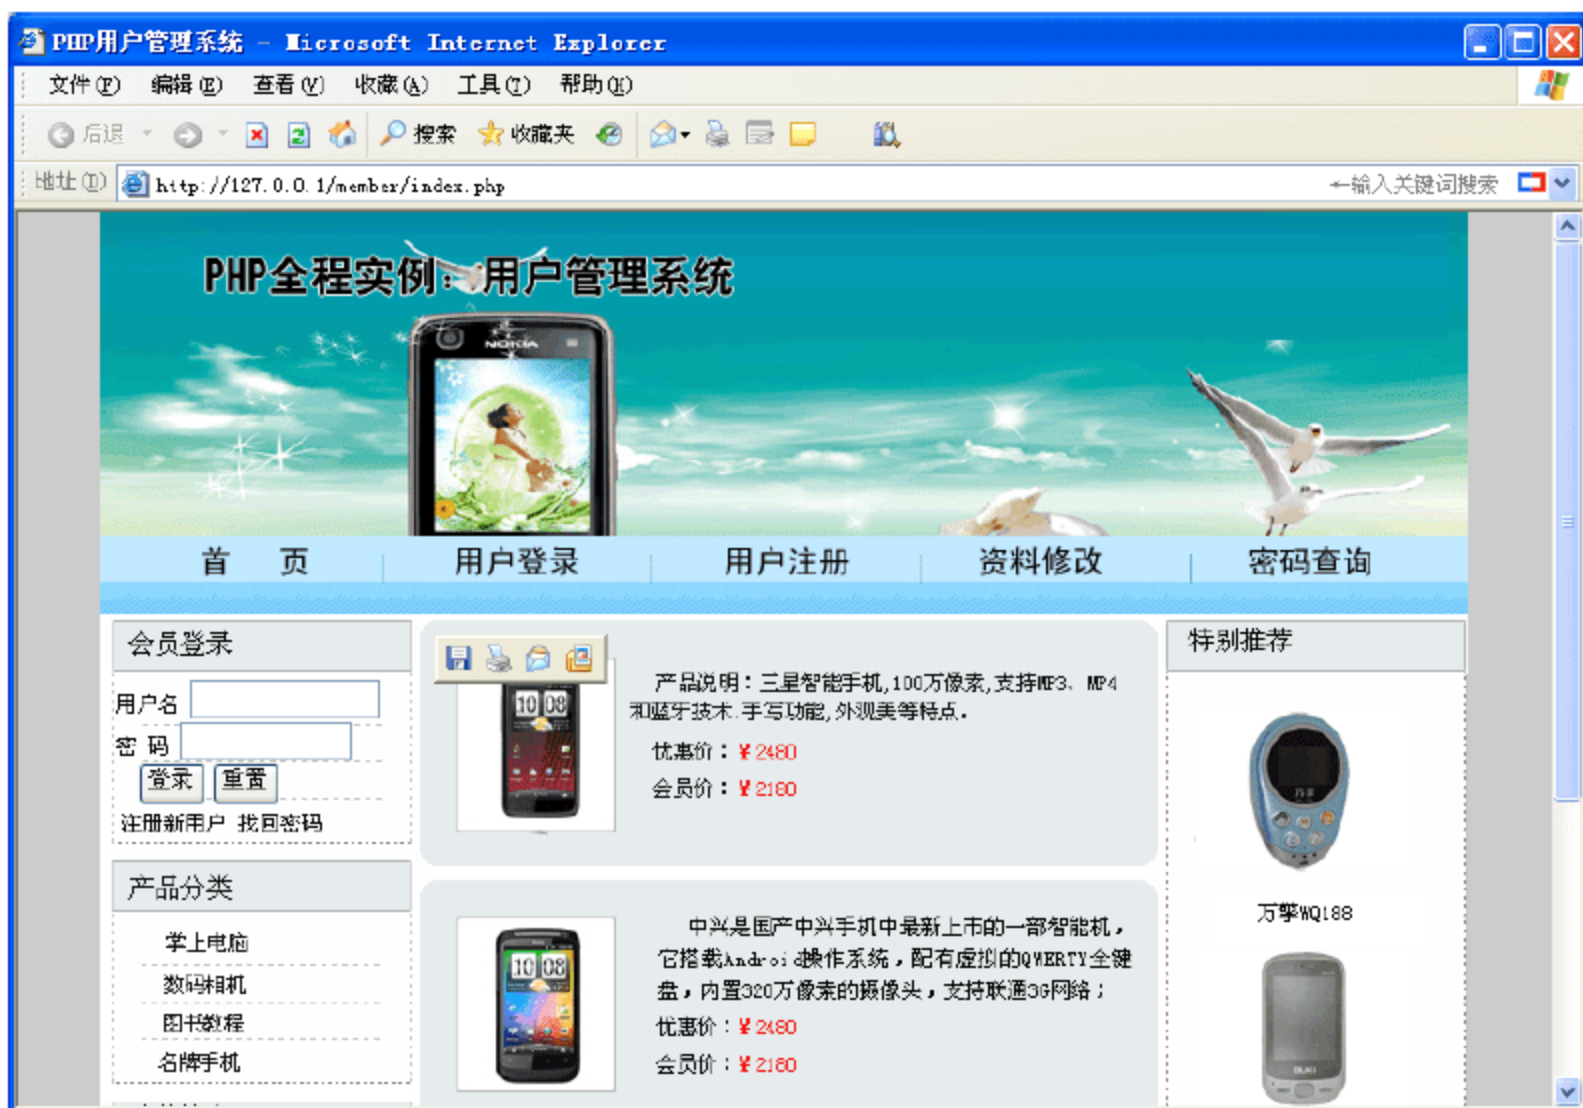 PHP用户管理系统 - Microsoft Internet Explorer
文件(F) 编辑(E) 查看(V) 收藏(A) 工具(T) 帮助(H)
后退 搜索 收藏夹
地址(D) http://127.0.0.1/member/index.php ←输入关键词搜索
PHP全程实例：用户管理系统
NOKIA
首 页 用户登录 用户注册 资料修改 密码查询
会员登录
用户名
密 码
登录 重置
注册新用户 找回密码
产品分类
掌上电脑
数码相机
图书教程
名牌手机
10 08
产品说明：三星智能手机,100万像素,支持MP3、MP4
和蓝牙技术.手写功能,外观美等特点.
优惠价：¥2480
会员价：¥2180
10 08
中兴是国产中兴手机中最新上市的一部智能机，
它搭载Android操作系统，配有虚拟的QWERTY全键
盘，内置320万像素的摄像头，支持联通3G网络；
优惠价：¥2480
会员价：¥2180
特别推荐
万擎WQ188